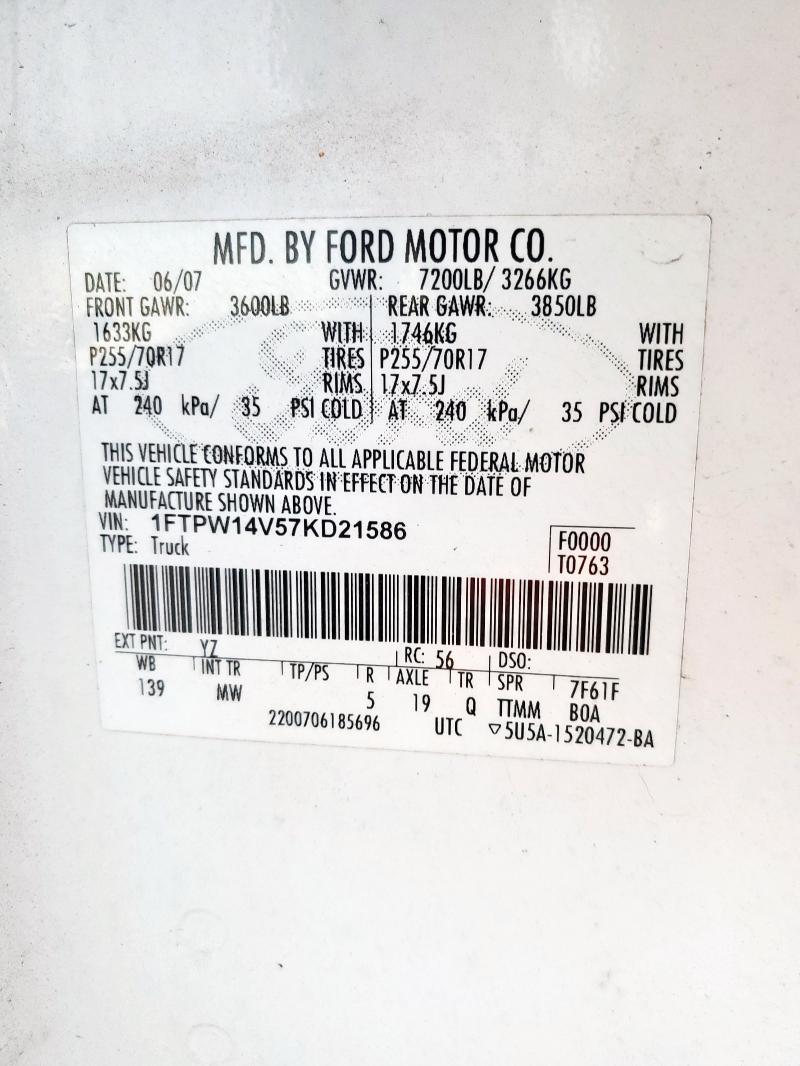 MFD. BY FORD MOTOR CO.
DATE: 06/07 GVWR: 7200LB/ 3266KG
FRONT GAWR: 3600LB REAR GAWR: 3850LB
1633KG WITH 1746KG WITH
P255/70R17 TIRES P255/70R17 TIRES
17x7.5J RIMS 17x7.5J RIMS
AT 240 kPa/ 35 PSI COLD AT 240 kPa/ 35 PSI COLD
THIS VEHICLE CONFORMS TO ALL APPLICABLE FEDERAL MOTOR
VEHICLE SAFETY STANDARDS IN EFFECT ON THE DATE OF
MANUFACTURE SHOWN ABOVE.
VIN: 1FTPW14V57KD21586
TYPE: Truck
F0000
T0763
EXT PNT: YZ RC: 56 DSO:
WB INT TR TP/PS R AXLE TR SPR 7F61F
139 MW 5 19 Q TTMM BOA
2200706185696 UTC ▽5U5A-1520472-BA